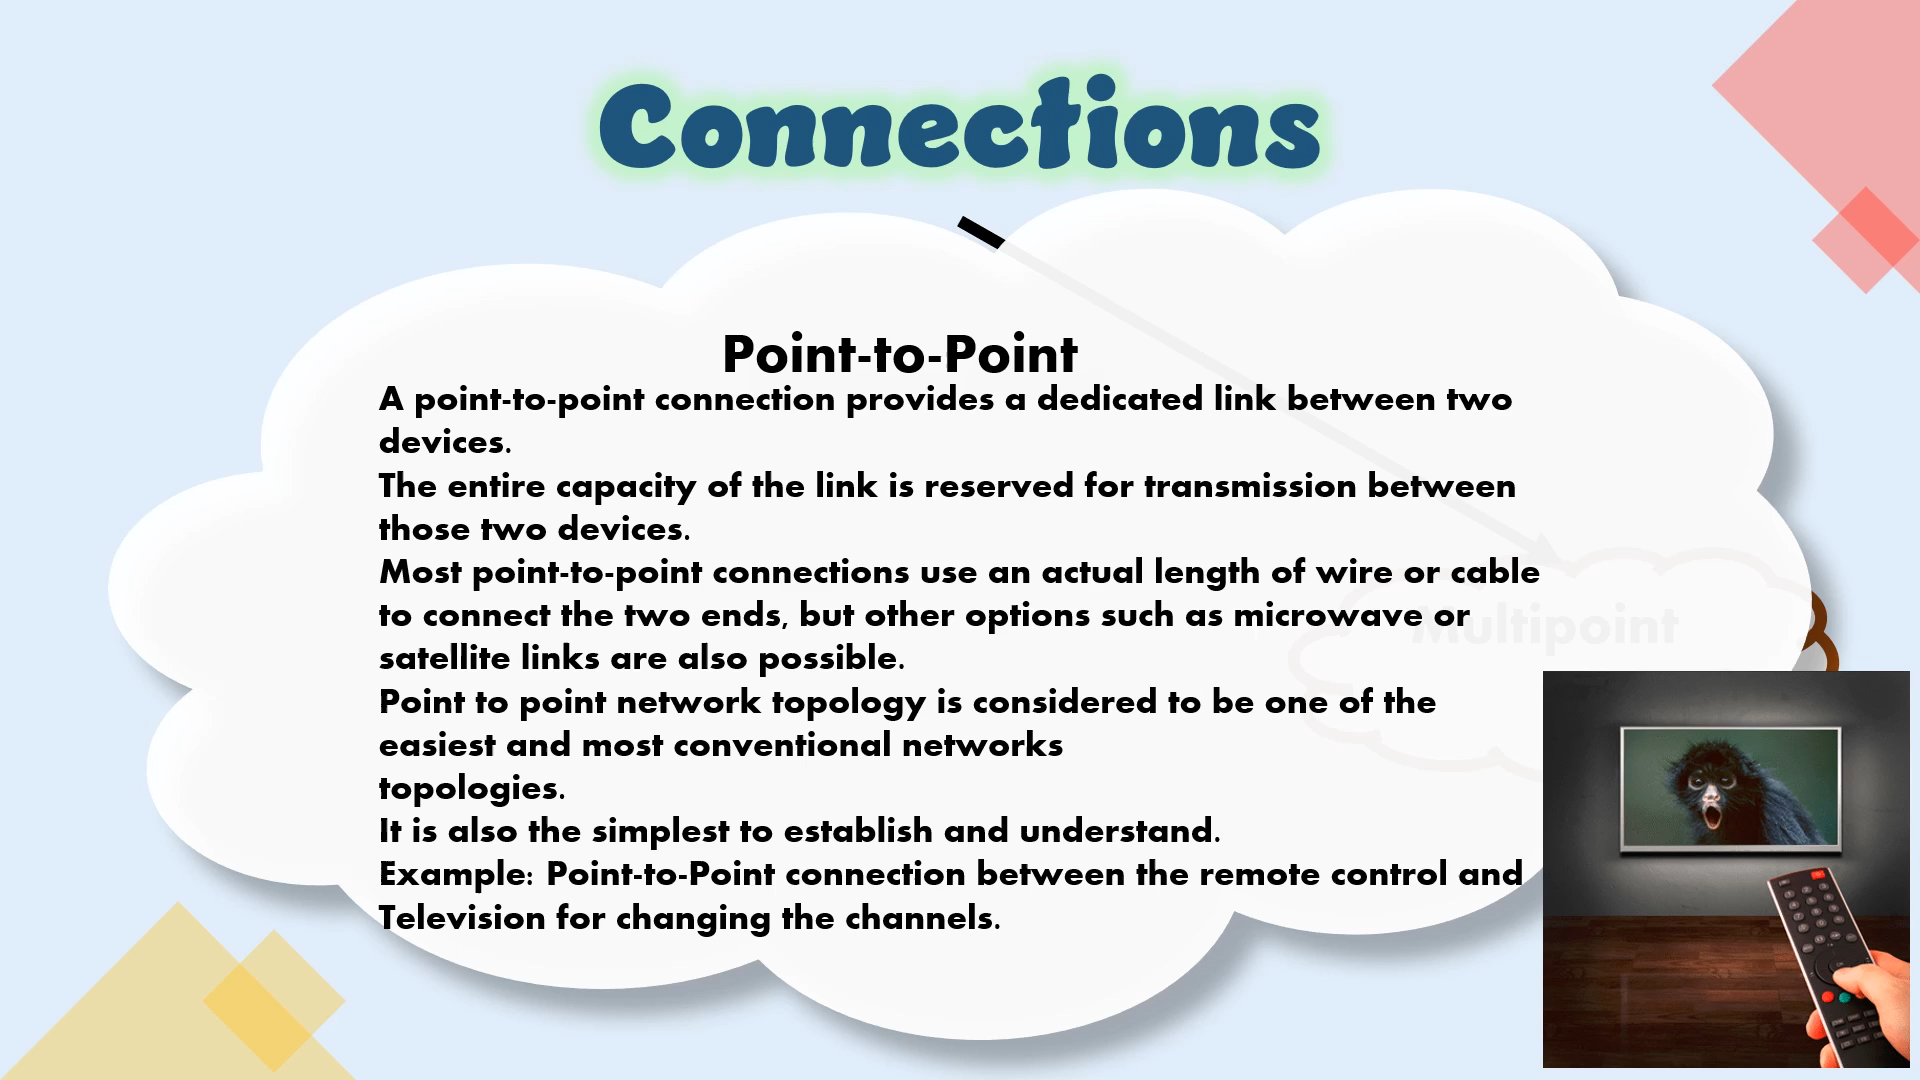 Connections
Point-to-Point
A point-to-point connection provides a dedicated link between two
devices.
The entire capacity of the link is reserved for transmission between
those two devices.
Most point-to-point connections use an actual length of wire or cable
to connect the two ends, but other options such as microwave or
satellite links are also possible.
Multipoint
Point to point network topology is considered to be one of the
easiest and most conventional networks
topologies.
It is also the simplest to establish and understand.
Example: Point-to-Point connection between the remote control and
Television for changing the channels.